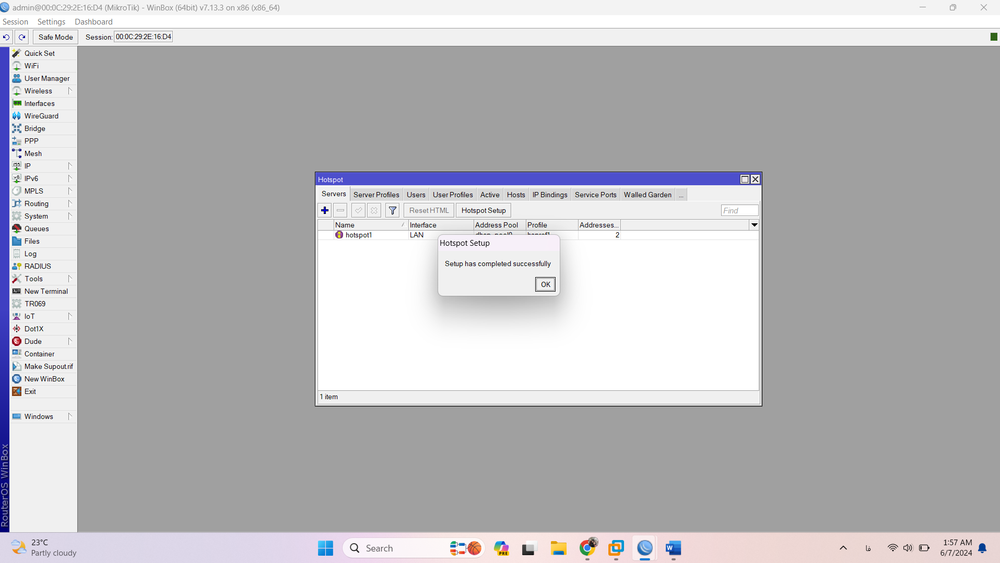 admin@00:0C:29:2E:16:D4 (MikroTik) - WinBox (64bit) v7.13.3 on x86 (x86_64)
Session Settings Dashboard
Safe Mode Session: 00:0C:29:2E:16:D4
Quick Set
WiFi
User Manager
Wireless
Interfaces
WireGuard
Bridge
PPP
Mesh
IP
IPv6
MPLS
Routing
System
Queues
Files
Log
RADIUS
Tools
New Terminal
TR069
IoT
Dot1X
Dude
Container
Make Supout.rif
New WinBox
Exit
Windows
RouterOS WinBox
Hotspot
Servers Server Profiles Users User Profiles Active Hosts IP Bindings Service Ports Walled Garden ...
Reset HTML Hotspot Setup Find
Name Interface Address Pool Profile Addresses...
hotspot1 LAN dhcp_pool0 hsprof1 2
Hotspot Setup
Setup has completed successfully
OK
1 item
23°C
Partly cloudy
Search
PRE
فا
1:57 AM
6/7/2024